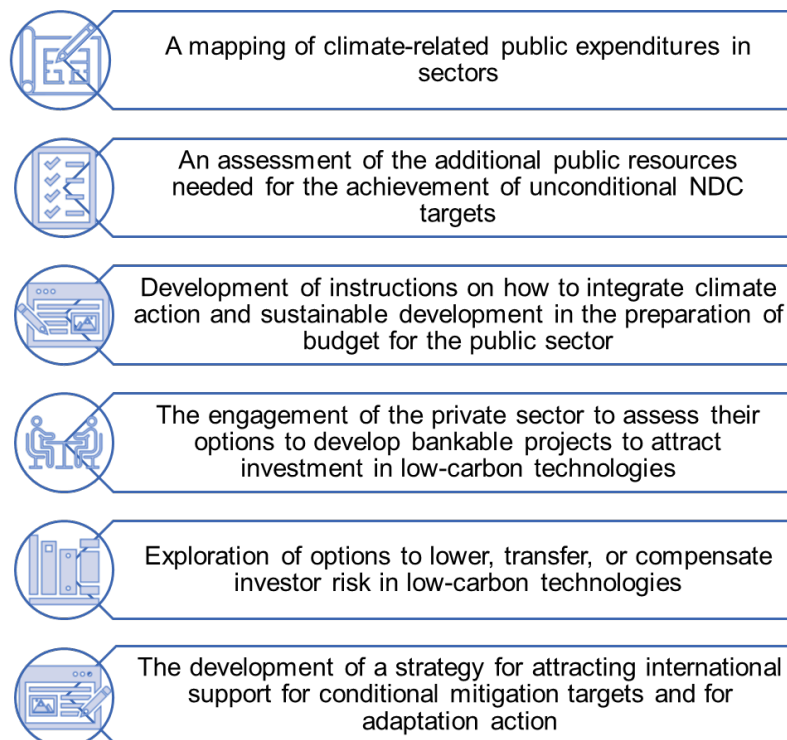 A mapping of climate-related public expenditures in
sectors
An assessment of the additional public resources
needed for the achievement of unconditional NDC
targets
Development of instructions on how to integrate climate
action and sustainable development in the preparation of
budget for the public sector
The engagement of the private sector to assess their
options to develop bankable projects to attract
investment in low-carbon technologies
Exploration of options to lower, transfer, or compensate
investor risk in low-carbon technologies
The development of a strategy for attracting international
support for conditional mitigation targets and for
adaptation action